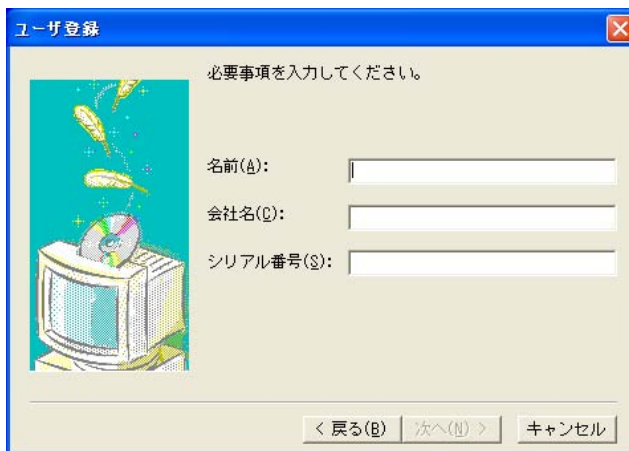 ユーザ登録
必要事項を入力してください。
名前(A):
会社名(C):
シリアル番号(S):
< 戻る(B) 次へ(N) > キャンセル